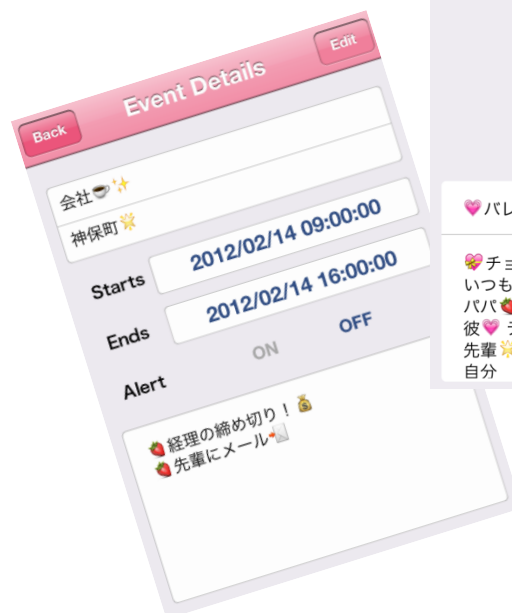 Back
Event Details
Edit
会社☕✨
神保町🌟
Starts
2012/02/14 09:00:00
Ends
2012/02/14 16:00:00
Alert
ON
OFF
🍓経理の締め切り!💰
🍓先輩にメール📲
💗バレ
💝チョ
いつも
パパ🍓
彼💗
先輩🌟
自分